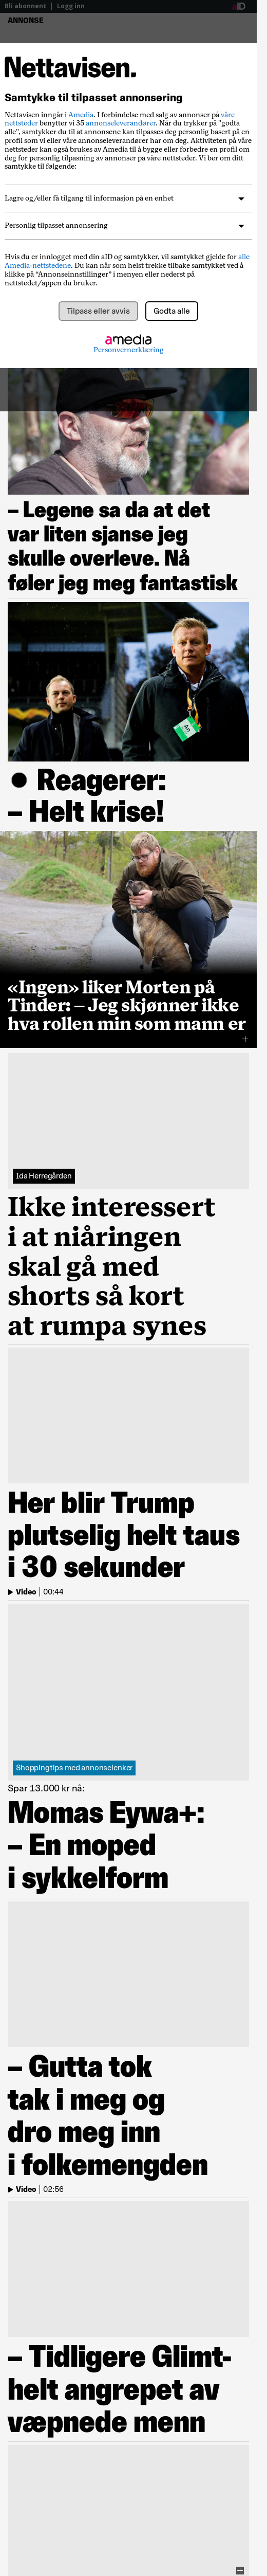 Bli abonnent | Logg inn
ANNONSE
Nettavisen.
Samtykke til tilpasset annonsering
Nettavisen inngår i Amedia. I forbindelse med salg av annonser på våre
nettsteder benytter vi 35 annonseleverandører. Når du trykker på "godta
alle", samtykker du til at annonsene kan tilpasses deg personlig basert på en
profil som vi eller våre annonseleverandører har om deg. Aktiviteten på våre
nettsteder kan også brukes av Amedia til å bygge eller forbedre en profil om
deg for personlig tilpasning av annonser på våre nettsteder. Vi ber om ditt
samtykke til følgende:
Lagre og/eller få tilgang til informasjon på en enhet
Personlig tilpasset annonsering
Hvis du er innlogget med din aID og samtykker, vil samtykket gjelde for alle
Amedia-nettstedene. Du kan når som helst trekke tilbake samtykket ved å
klikke på "Annonseinnstillinger" i menyen eller nederst på
nettstedet/appen du bruker.
Tilpass eller avvis
Godta alle
amedia
Personvernerklæring
– Legene sa da at det
var liten sjanse jeg
skulle overleve. Nå
føler jeg meg fantastisk
● Reagerer:
– Helt krise!
«Ingen» liker Morten på
Tinder: – Jeg skjønner ikke
hva rollen min som mann er
Ida Herregården
Ikke interessert
i at niåringen
skal gå med
shorts så kort
at rumpa synes
Her blir Trump
plutselig helt taus
i 30 sekunder
Video | 00:44
Shoppingtips med annonselenker
Spar 13.000 kr nå:
Momas Eywa+:
– En moped
i sykkelform
– Gutta tok
tak i meg og
dro meg inn
i folkemengden
Video | 02:56
– Tidligere Glimt-
helt angrepet av
væpnede menn